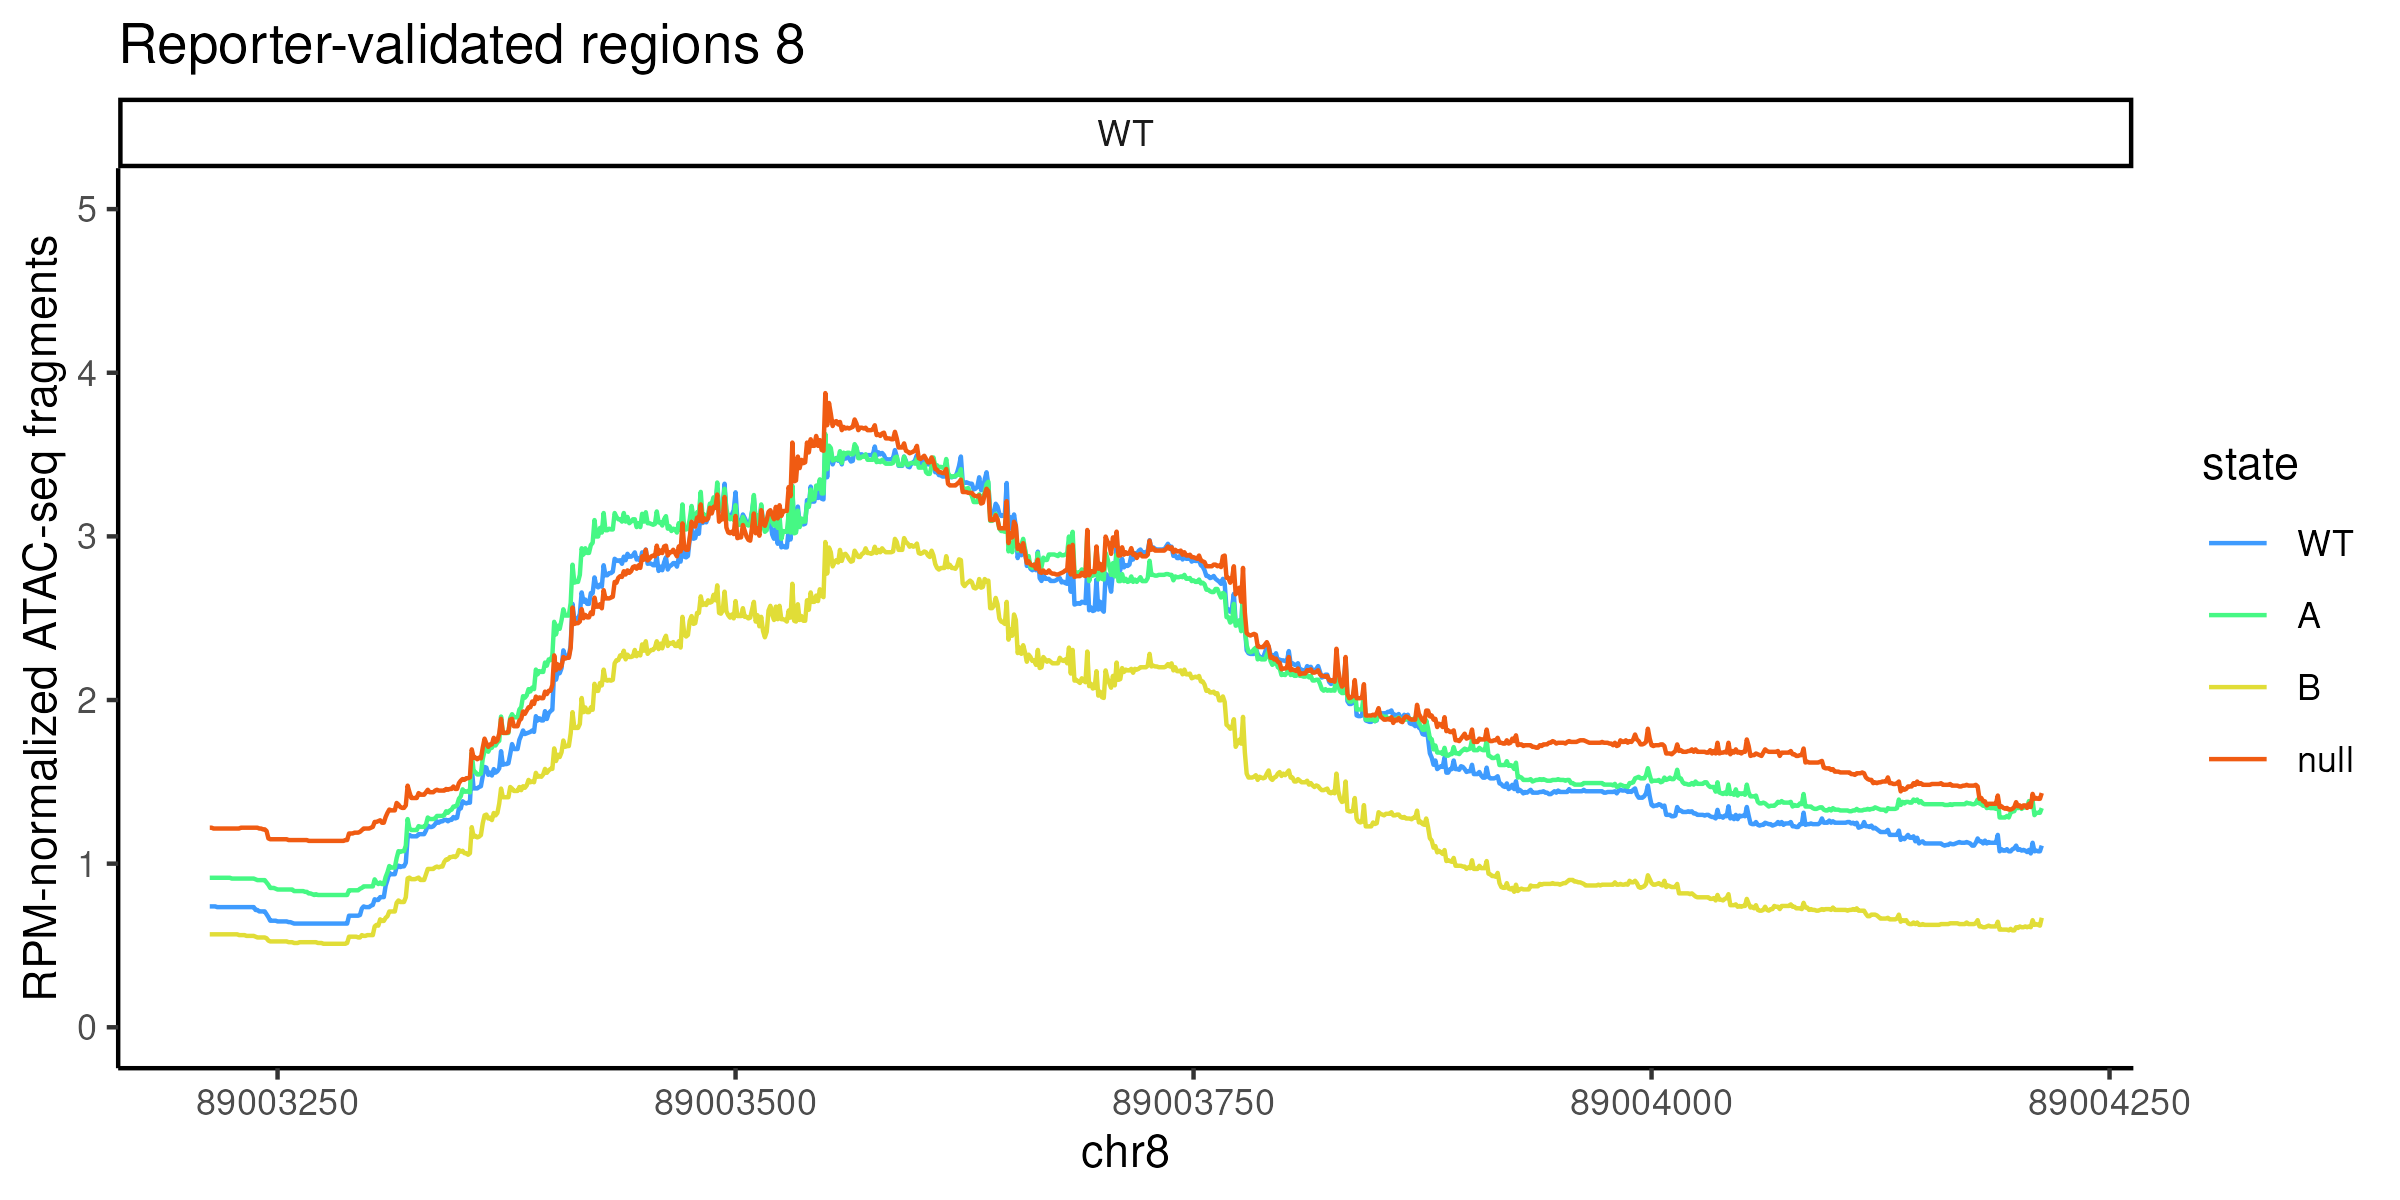 Reporter-validated regions 8
WT
RPM-normalized ATAC-seq fragments
5
4
3
2
1
0
89003250
89003500
89003750
89004000
89004250
chr8
state
WT
A
B
null